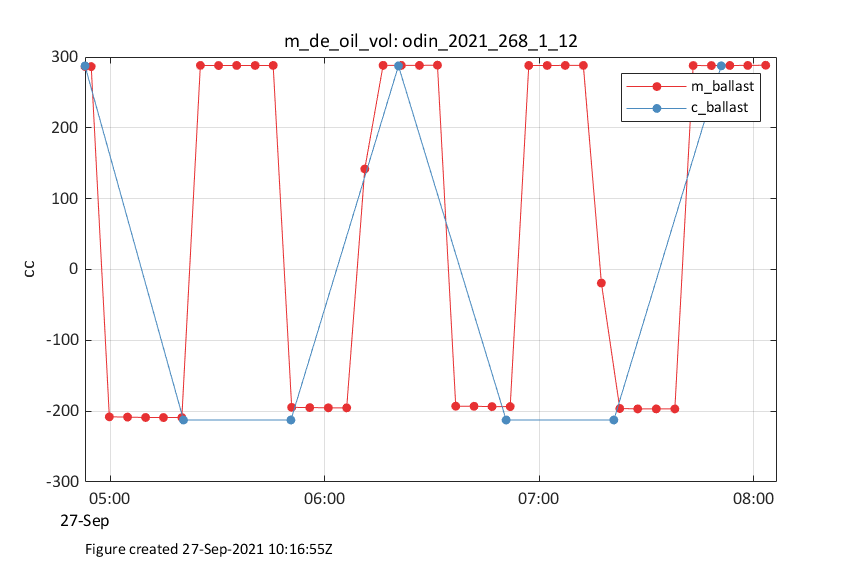 m_de_oil_vol: odin_2021_268_1_12
300
200
100
0
-100
-200
-300
cc
m_ballast
c_ballast
05:00 06:00 07:00 08:00
27-Sep
Figure created 27-Sep-2021 10:16:55Z